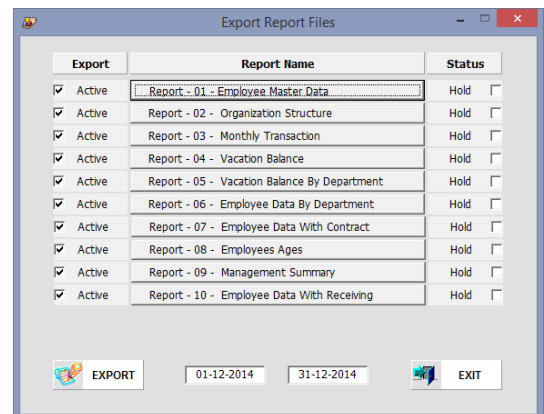 Export Report Files
Export Report Name Status
Active Report - 01 - Employee Master Data Hold
Active Report - 02 - Organization Structure Hold
Active Report - 03 - Monthly Transaction Hold
Active Report - 04 - Vacation Balance Hold
Active Report - 05 - Vacation Balance By Department Hold
Active Report - 06 - Employee Data By Department Hold
Active Report - 07 - Employee Data With Contract Hold
Active Report - 08 - Employees Ages Hold
Active Report - 09 - Management Summary Hold
Active Report - 10 - Employee Data With Receiving Hold
EXPORT 01-12-2014 31-12-2014 EXIT